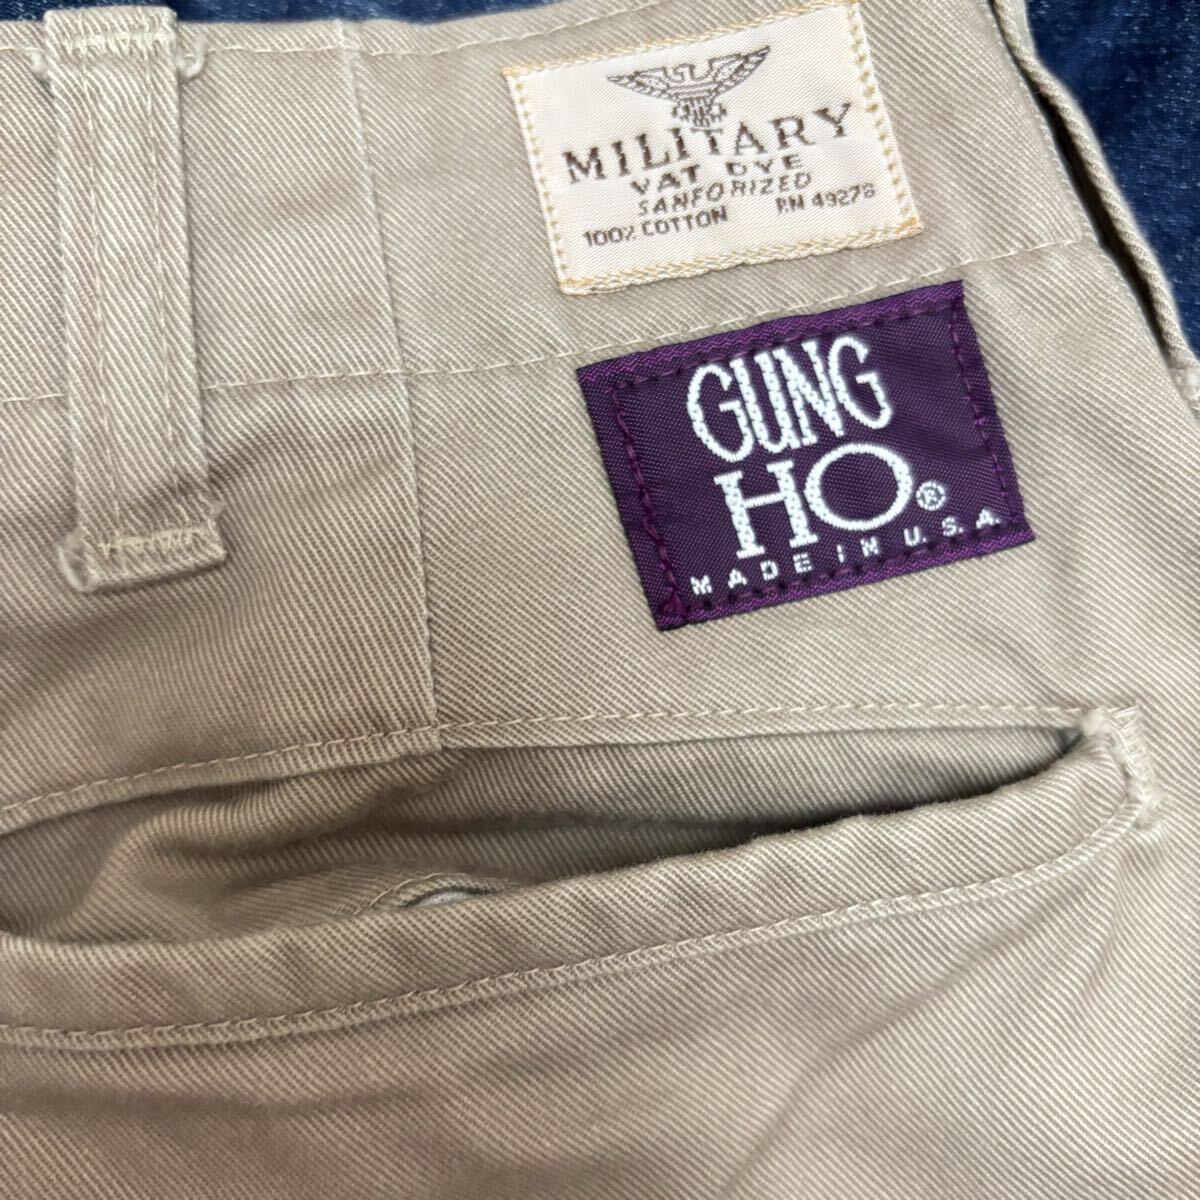 MILITARY
VAT DYE
SANFORIZED
100% COTTON RN 49278
GUNG
HO®
MADE IN U.S.A.